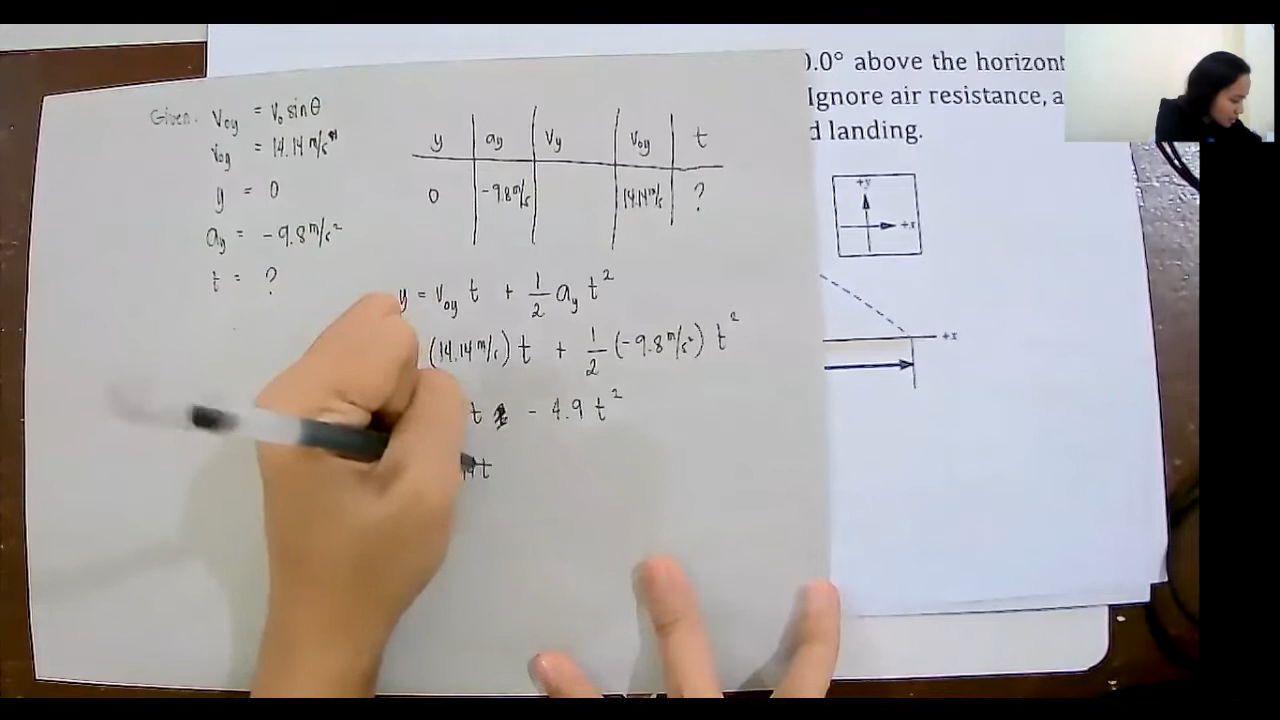 Given. Voy = Vo sinθ
Voy = 14.14 m/s
y = 0
ay = -9.8 m/s²
t = ?
y ay Vy Voy t
0 -9.8 m/s 14.14 m/s ?
y = Voy t + 1/2 ay t²
(14.14 m/s) t + 1/2 (-9.8 m/s²) t²
t - 4.9 t²
t
0.0° above the horizont
Ignore air resistance, a
d landing.
+y
+x
+x